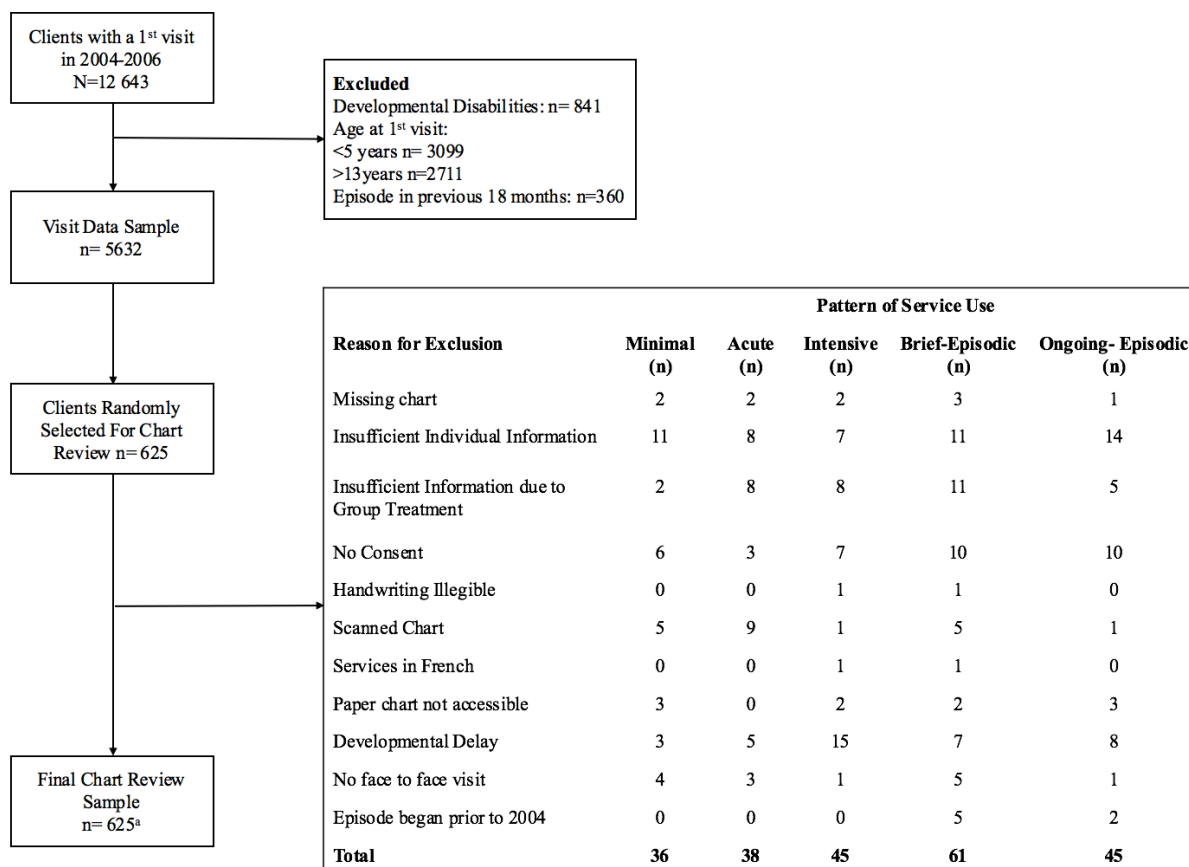 Clients with a 1st visit
in 2004-2006
N=12 643
Excluded
Developmental Disabilities: n= 841
Age at 1st visit:
<5 years n= 3099
>13years n=2711
Episode in previous 18 months: n=360
Visit Data Sample
n= 5632
Clients Randomly
Selected For Chart
Review n= 625
Final Chart Review
Sample
n= 625a
Pattern of Service Use
Reason for Exclusion Minimal (n) Acute (n) Intensive (n) Brief-Episodic (n) Ongoing- Episodic (n)
Missing chart 2 2 2 3 1
Insufficient Individual Information 11 8 7 11 14
Insufficient Information due to
Group Treatment 2 8 8 11 5
No Consent 6 3 7 10 10
Handwriting Illegible 0 0 1 1 0
Scanned Chart 5 9 1 5 1
Services in French 0 0 1 1 0
Paper chart not accessible 3 0 2 2 3
Developmental Delay 3 5 15 7 8
No face to face visit 4 3 1 5 1
Episode began prior to 2004 0 0 0 5 2
Total 36 38 45 61 45